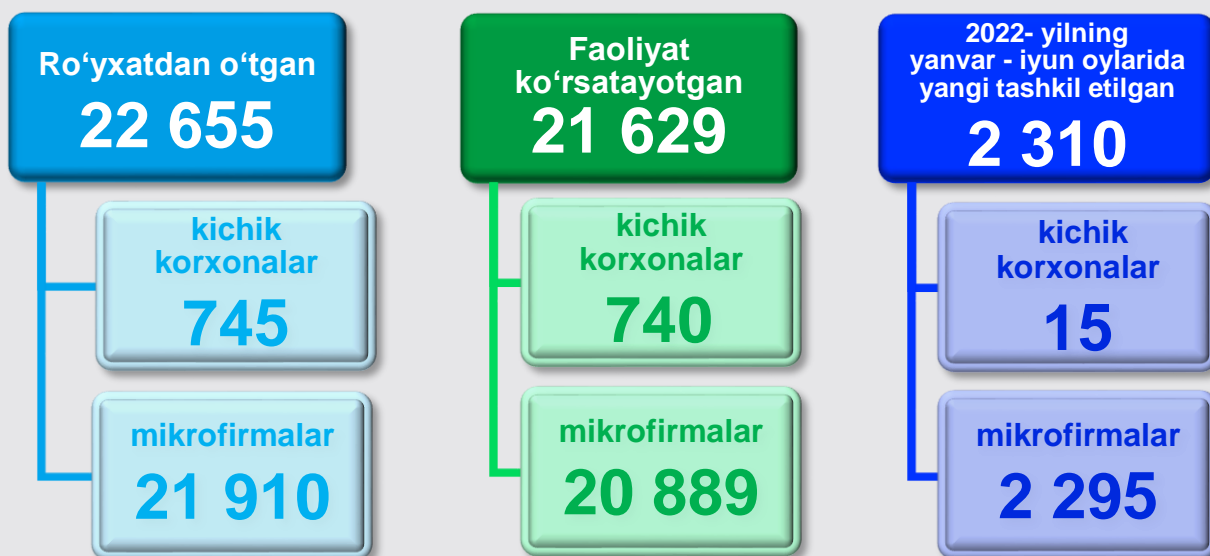 Ro‘yxatdan o‘tgan
22 655
kichik
korxonalar
745
mikrofirmalar
21 910
Faoliyat
ko‘rsatayotgan
21 629
kichik
korxonalar
740
mikrofirmalar
20 889
2022- yilning
yanvar - iyun oylarida
yangi tashkil etilgan
2 310
kichik
korxonalar
15
mikrofirmalar
2 295